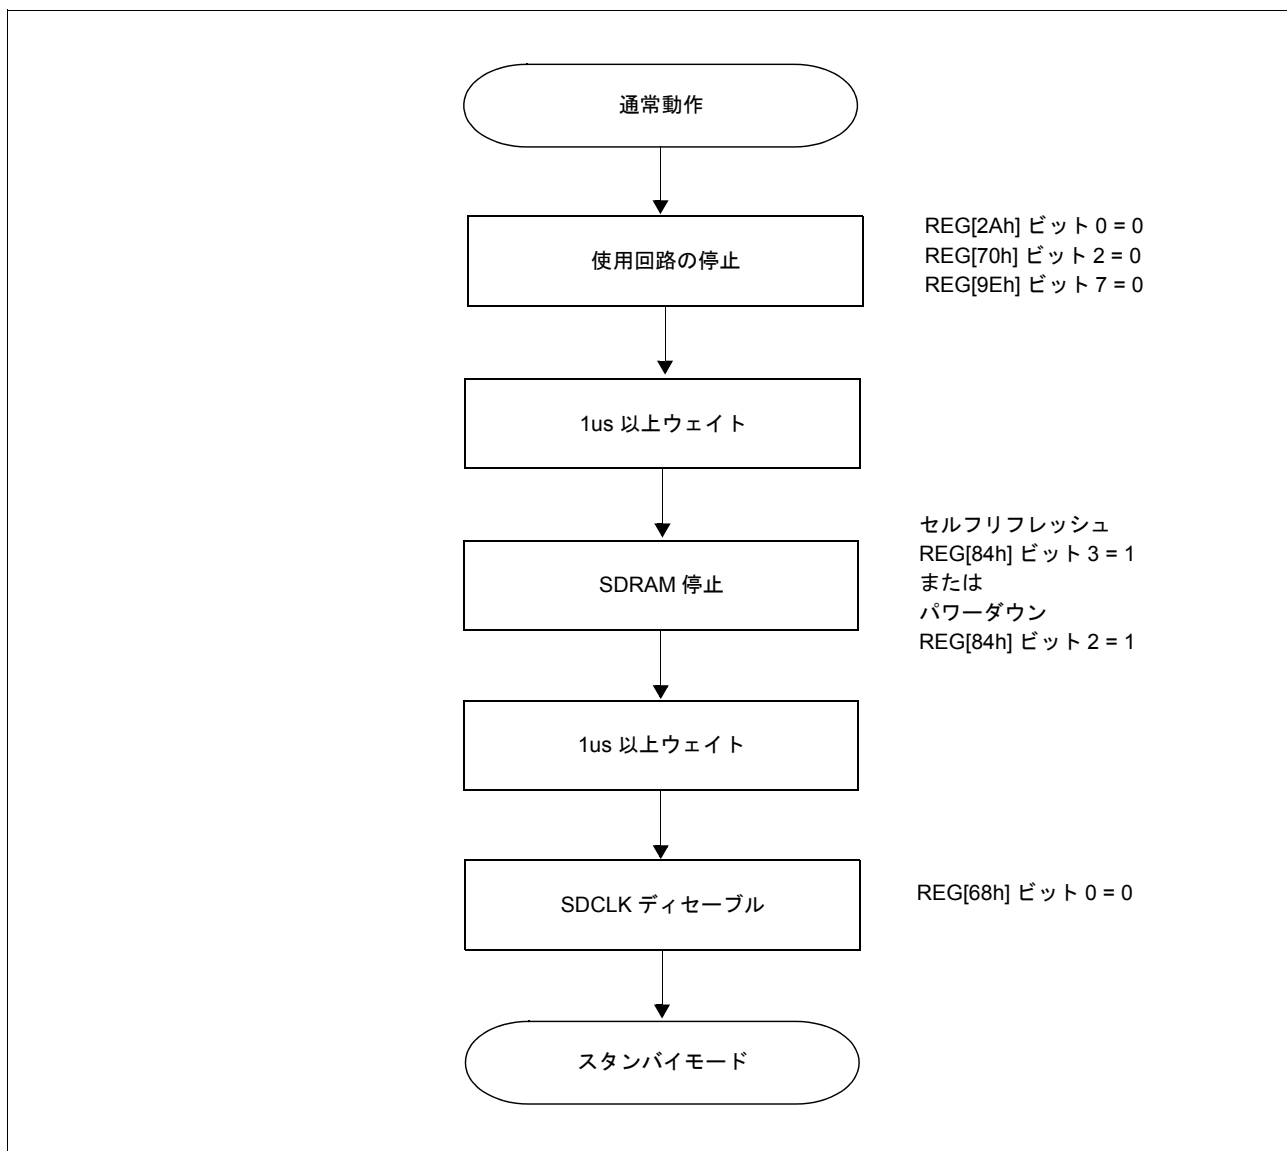 通常動作
使用回路の停止
REG[2Ah] ビット 0 = 0
REG[70h] ビット 2 = 0
REG[9Eh] ビット 7 = 0
1us 以上ウェイト
SDRAM 停止
セルフリフレッシュ
REG[84h] ビット 3 = 1
または
パワーダウン
REG[84h] ビット 2 = 1
1us 以上ウェイト
SDCLK ディセーブル
REG[68h] ビット 0 = 0
スタンバイモード